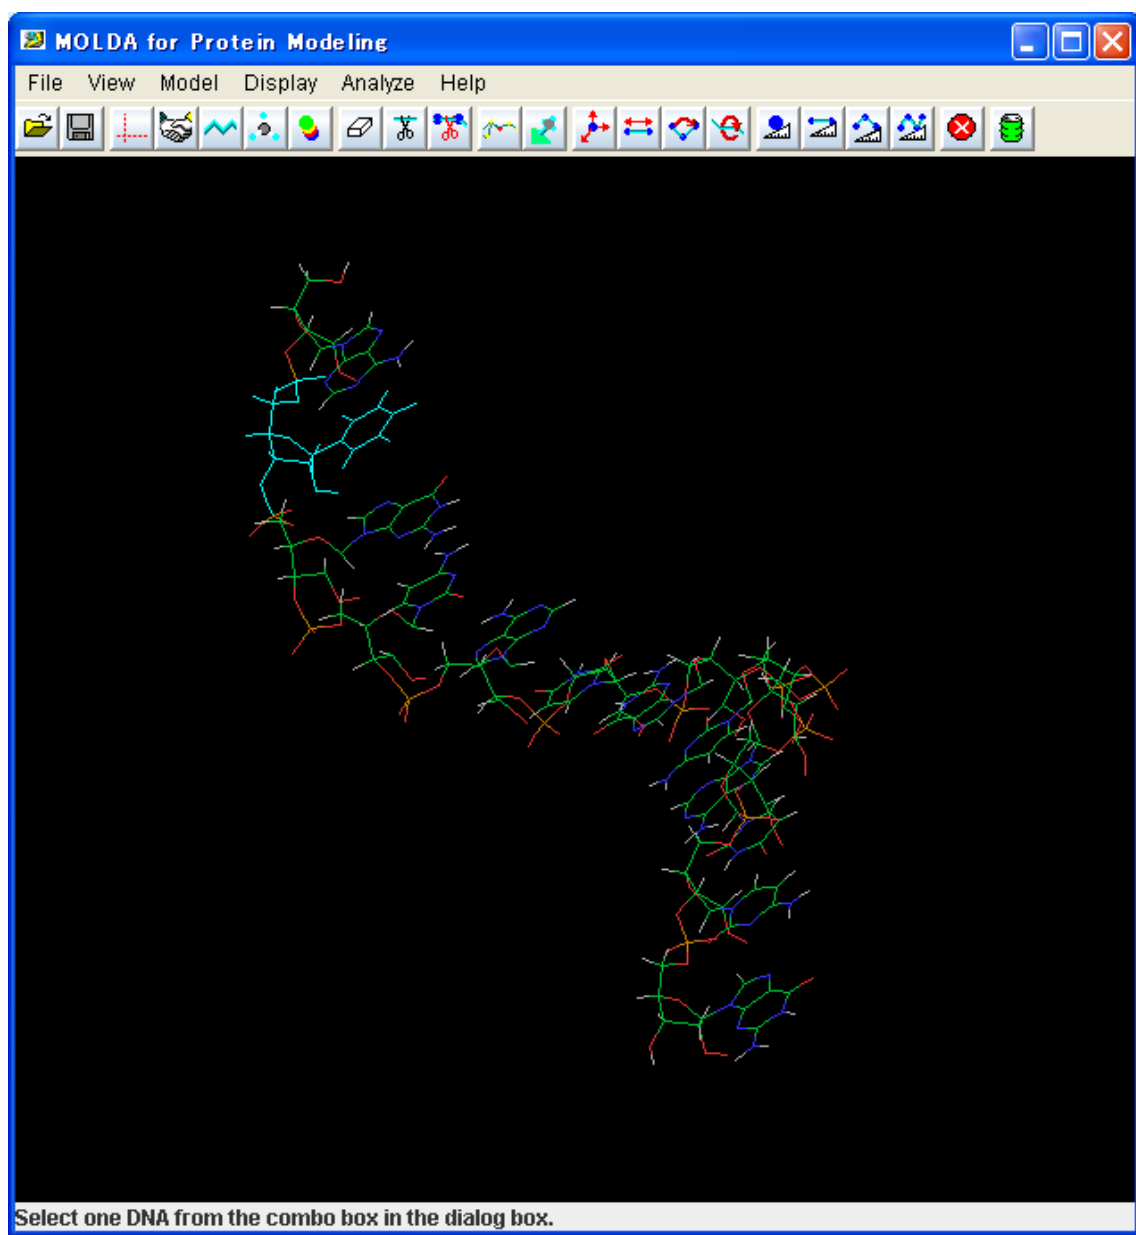 MOLDA for Protein Modeling
File View Model Display Analyze Help
Select one DNA from the combo box in the dialog box.